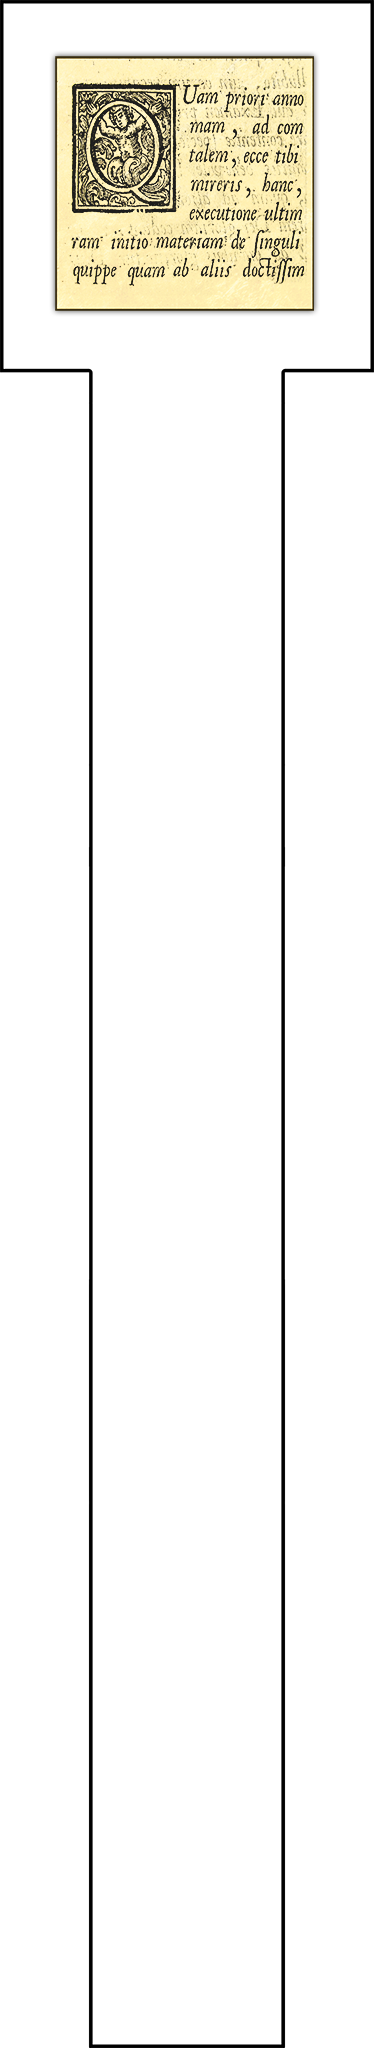 QUam priori anno
mam, ad com
talem, ecce tibi
mireris, hanc,
executione ultim
ram initio materiam de ſinguli
quippe quam ab aliis doctiſſim